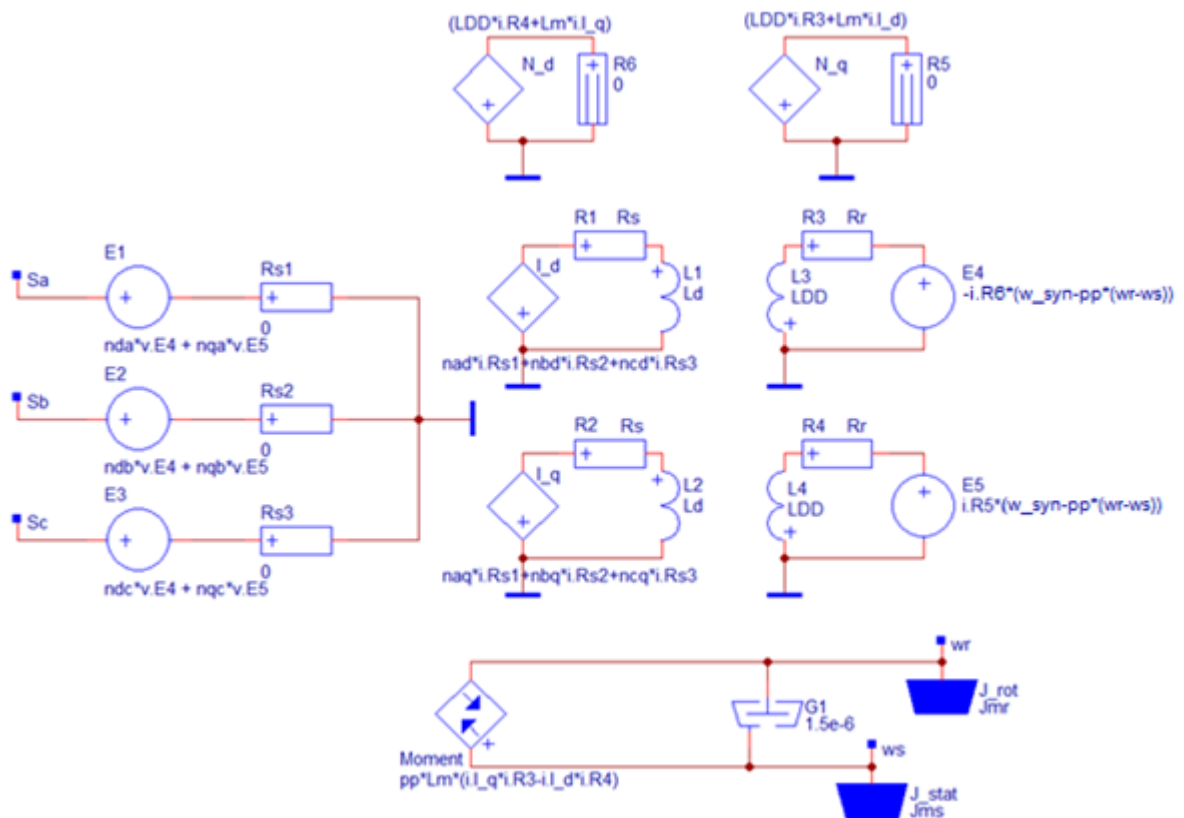 (LDD*i.R4+Lm*i.I_q)
(LDD*i.R3+Lm*i.I_d)
N_d
R6
0
N_q
R5
0
R1 Rs
R3 Rr
E1
Sa
Rs1
0
nda*v.E4 + nqa*v.E5
I_d
L1
Ld
L3
LDD
E4
-i.R6*(w_syn-pp*(wr-ws))
nad*i.Rs1+nbd*i.Rs2+ncd*i.Rs3
E2
Sb
Rs2
0
ndb*v.E4 + nqb*v.E5
R2 Rs
R4 Rr
E3
Sc
Rs3
0
ndc*v.E4 + nqc*v.E5
I_q
L2
Ld
L4
LDD
E5
i.R5*(w_syn-pp*(wr-ws))
naq*i.Rs1+nbq*i.Rs2+ncq*i.Rs3
wr
J_rot
Jmr
G1
1.5e-6
ws
Moment
pp*Lm*(i.I_q*i.R3-i.I_d*i.R4)
J_stat
Jms